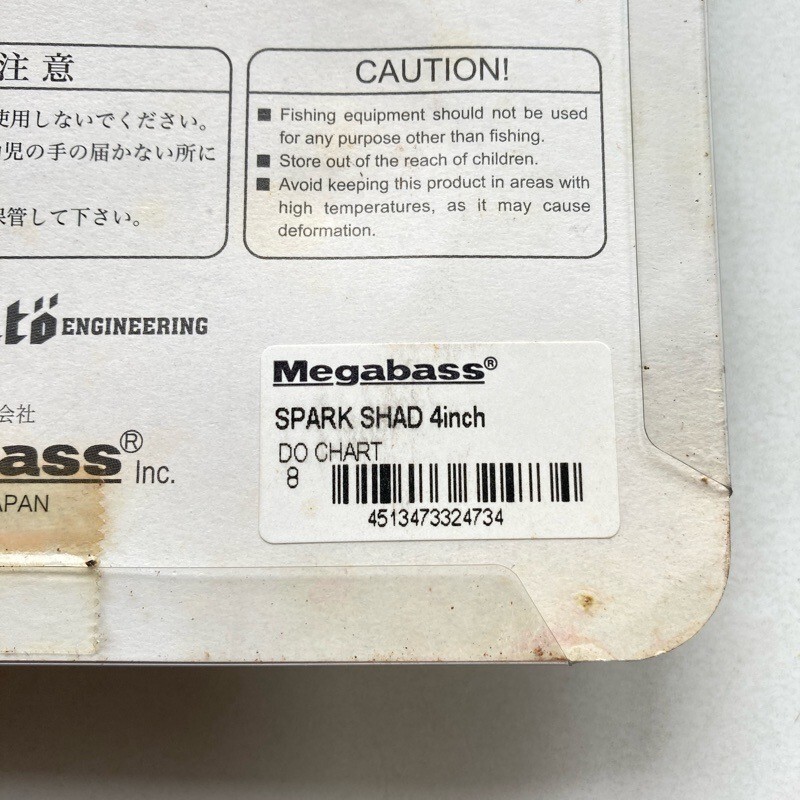 注意
使用しないでください。
児の手の届かない所に
保管して下さい。
CAUTION!
■ Fishing equipment should not be used
for any purpose other than fishing.
■ Store out of the reach of children.
■ Avoid keeping this product in areas with
high temperatures, as it may cause
deformation.
ENGINEERING
会社
ass® Inc.
APAN
Megabass®
SPARK SHAD 4inch
DO CHART
8
4513473324734